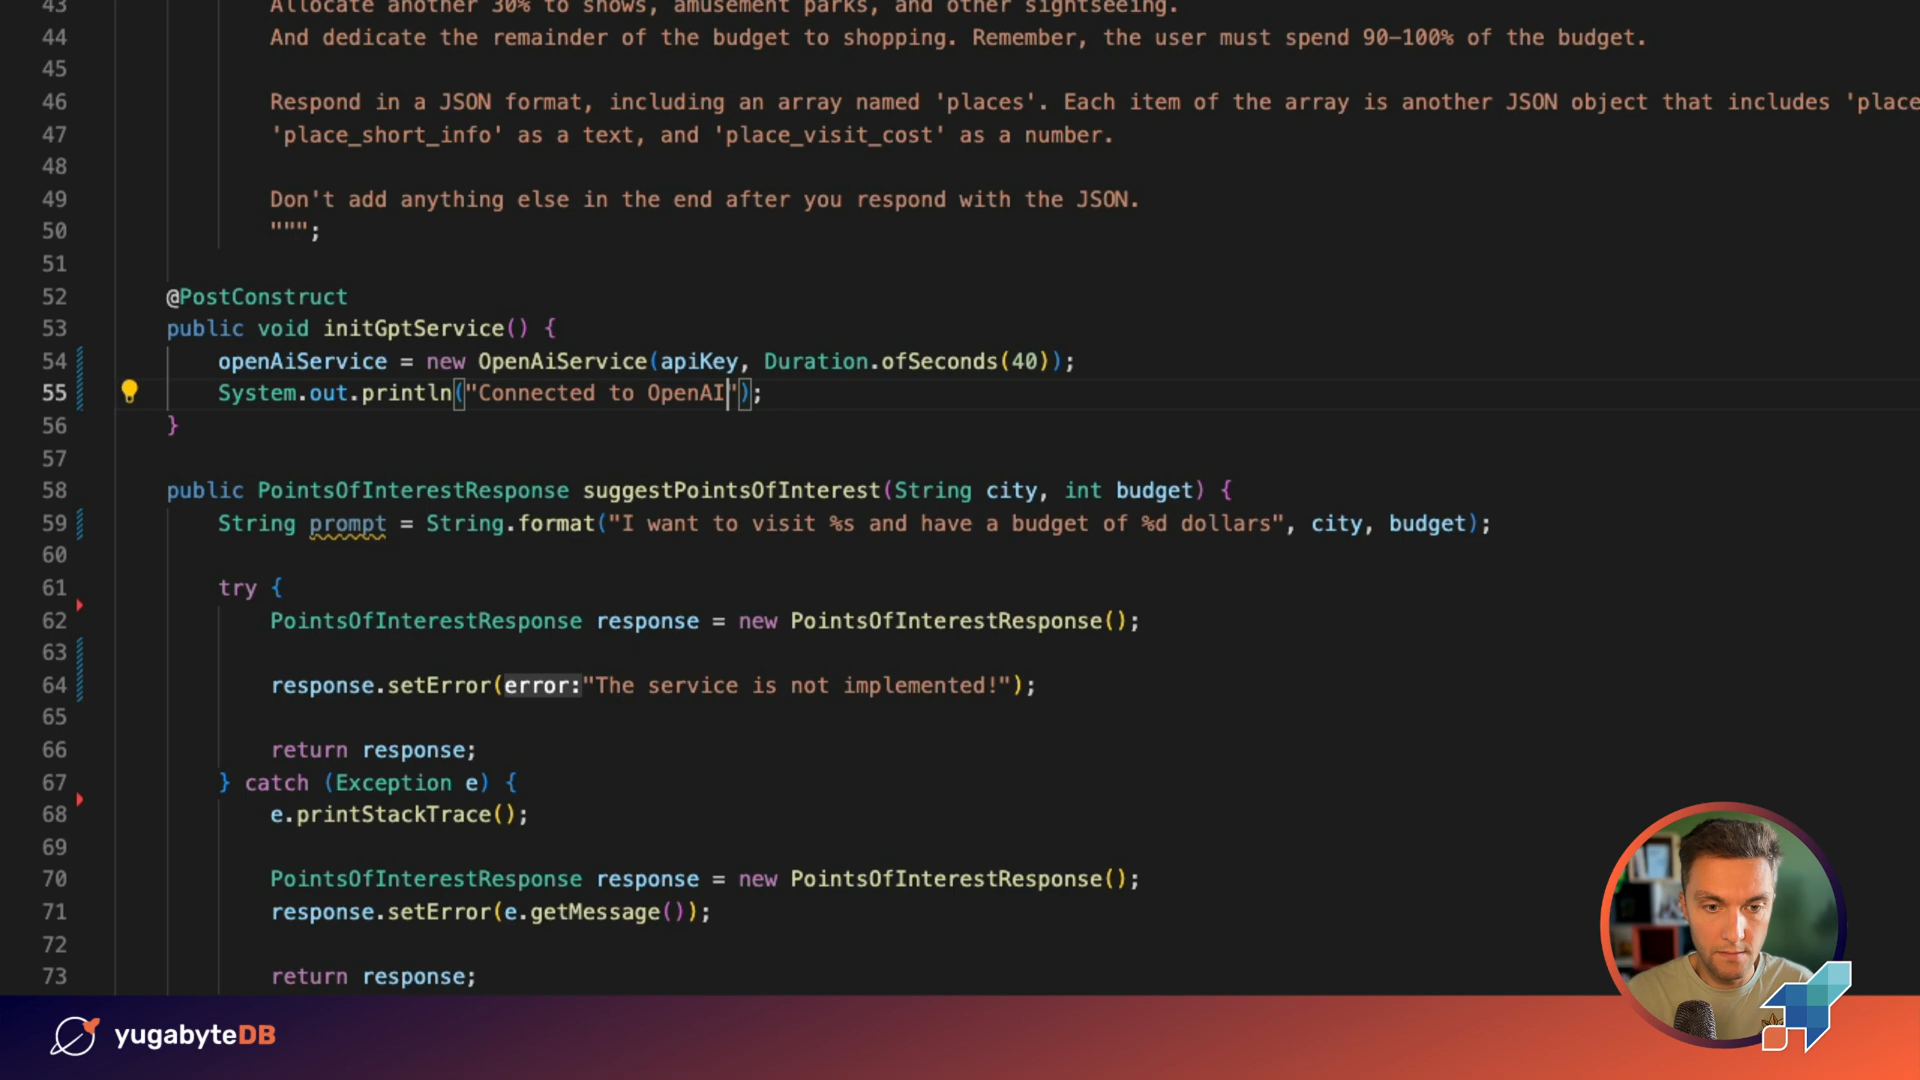 43 Allocate another 30% to shows, amusement parks, and other sightseeing.
44 And dedicate the remainder of the budget to shopping. Remember, the user must spend 90-100% of the budget.
45
46 Respond in a JSON format, including an array named 'places'. Each item of the array is another JSON object that includes 'place
47 'place_short_info' as a text, and 'place_visit_cost' as a number.
48
49 Don't add anything else in the end after you respond with the JSON.
50 """;
51
52 @PostConstruct
53 public void initGptService() {
54 openAiService = new OpenAiService(apiKey, Duration.ofSeconds(40));
55 System.out.println("Connected to OpenAI");
56 }
57
58 public PointsOfInterestResponse suggestPointsOfInterest(String city, int budget) {
59 String prompt = String.format("I want to visit %s and have a budget of %d dollars", city, budget);
60
61 try {
62 PointsOfInterestResponse response = new PointsOfInterestResponse();
63
64 response.setError(error:"The service is not implemented!");
65
66 return response;
67 } catch (Exception e) {
68 e.printStackTrace();
69
70 PointsOfInterestResponse response = new PointsOfInterestResponse();
71 response.setError(e.getMessage());
72
73 return response;
yugabyteDB